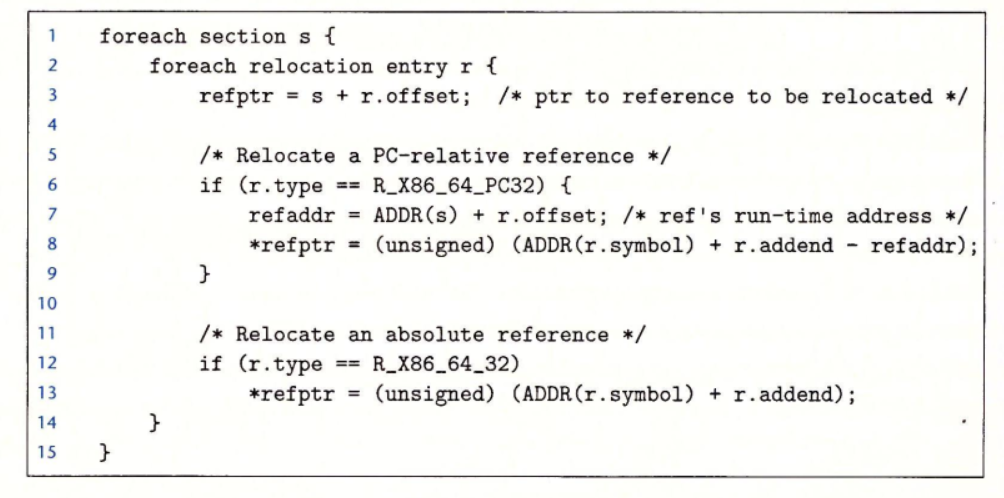 1 foreach section s {
2 foreach relocation entry r {
3 refptr = s + r.offset; /* ptr to reference to be relocated */
4
5 /* Relocate a PC-relative reference */
6 if (r.type == R_X86_64_PC32) {
7 refaddr = ADDR(s) + r.offset; /* ref's run-time address */
8 *refptr = (unsigned) (ADDR(r.symbol) + r.addend - refaddr);
9 }
10
11 /* Relocate an absolute reference */
12 if (r.type == R_X86_64_32)
13 *refptr = (unsigned) (ADDR(r.symbol) + r.addend);
14 }
15 }